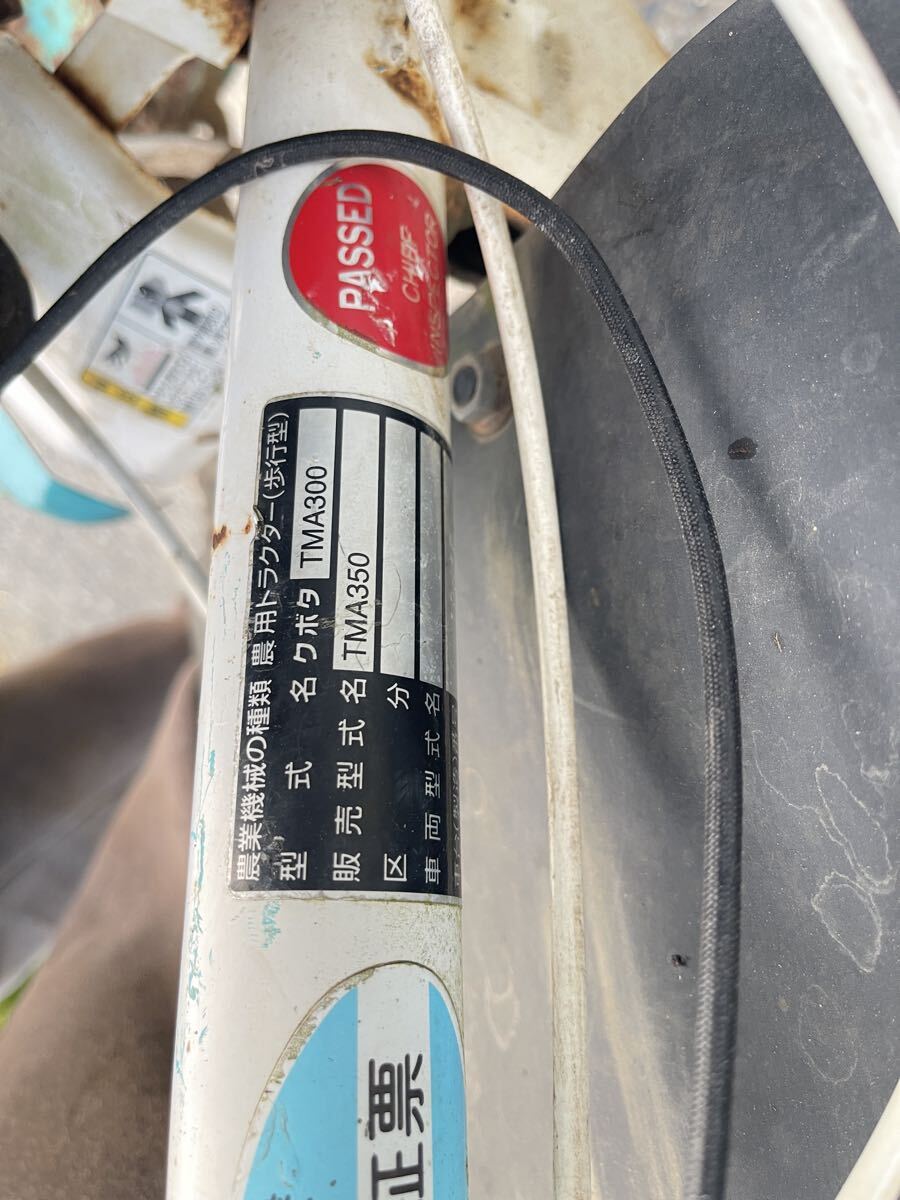 PASSED
CHIEF
INSPECTOR
農業機械の種類 農用トラクター(歩行型)
型式名 クボタ TMA300
販売型式名 TMA350
区分
車両型式名
証票